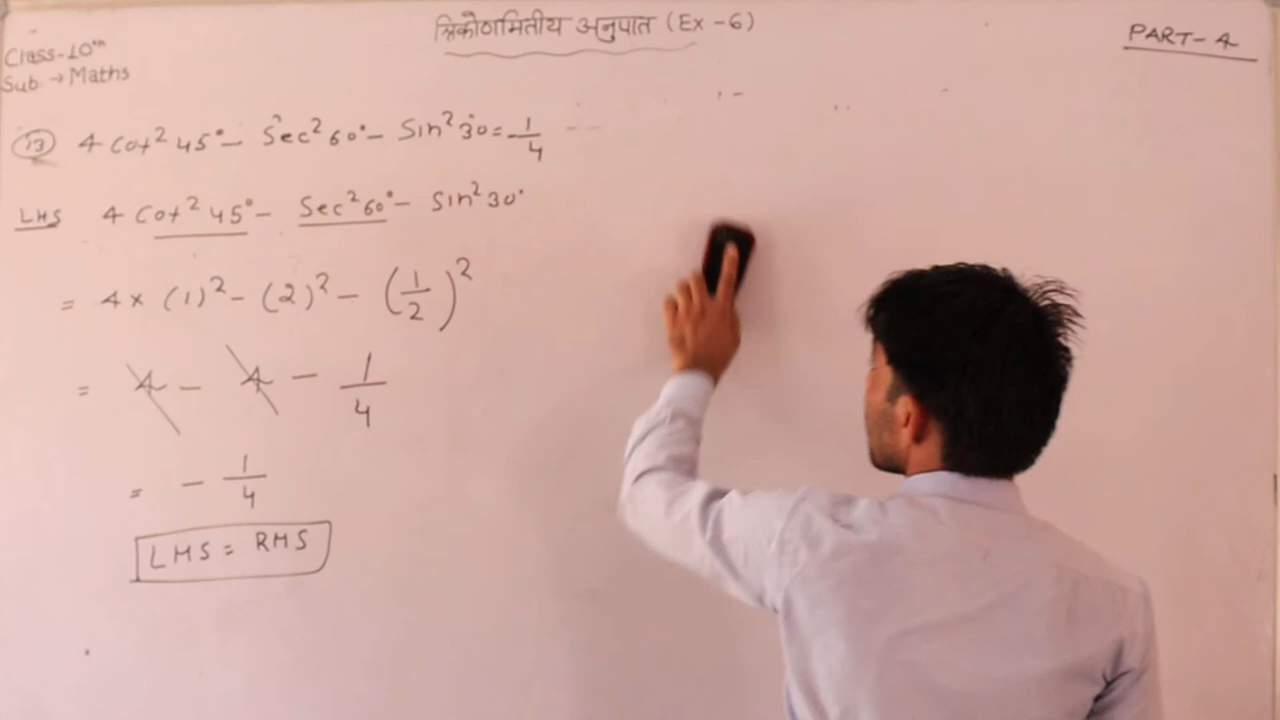 त्रिकोणमितीय अनुपात (Ex-6)
PART-4
Class-10th
Sub → Maths
(13) 4 Cot² 45° - Sec² 60° - Sin² 30° = -1/4
LHS 4 Cot² 45° - Sec² 60° - Sin² 30°
= 4 × (1)² - (2)² - (1/2)²
= 4 - 4 - 1/4
= - 1/4
LHS = RHS